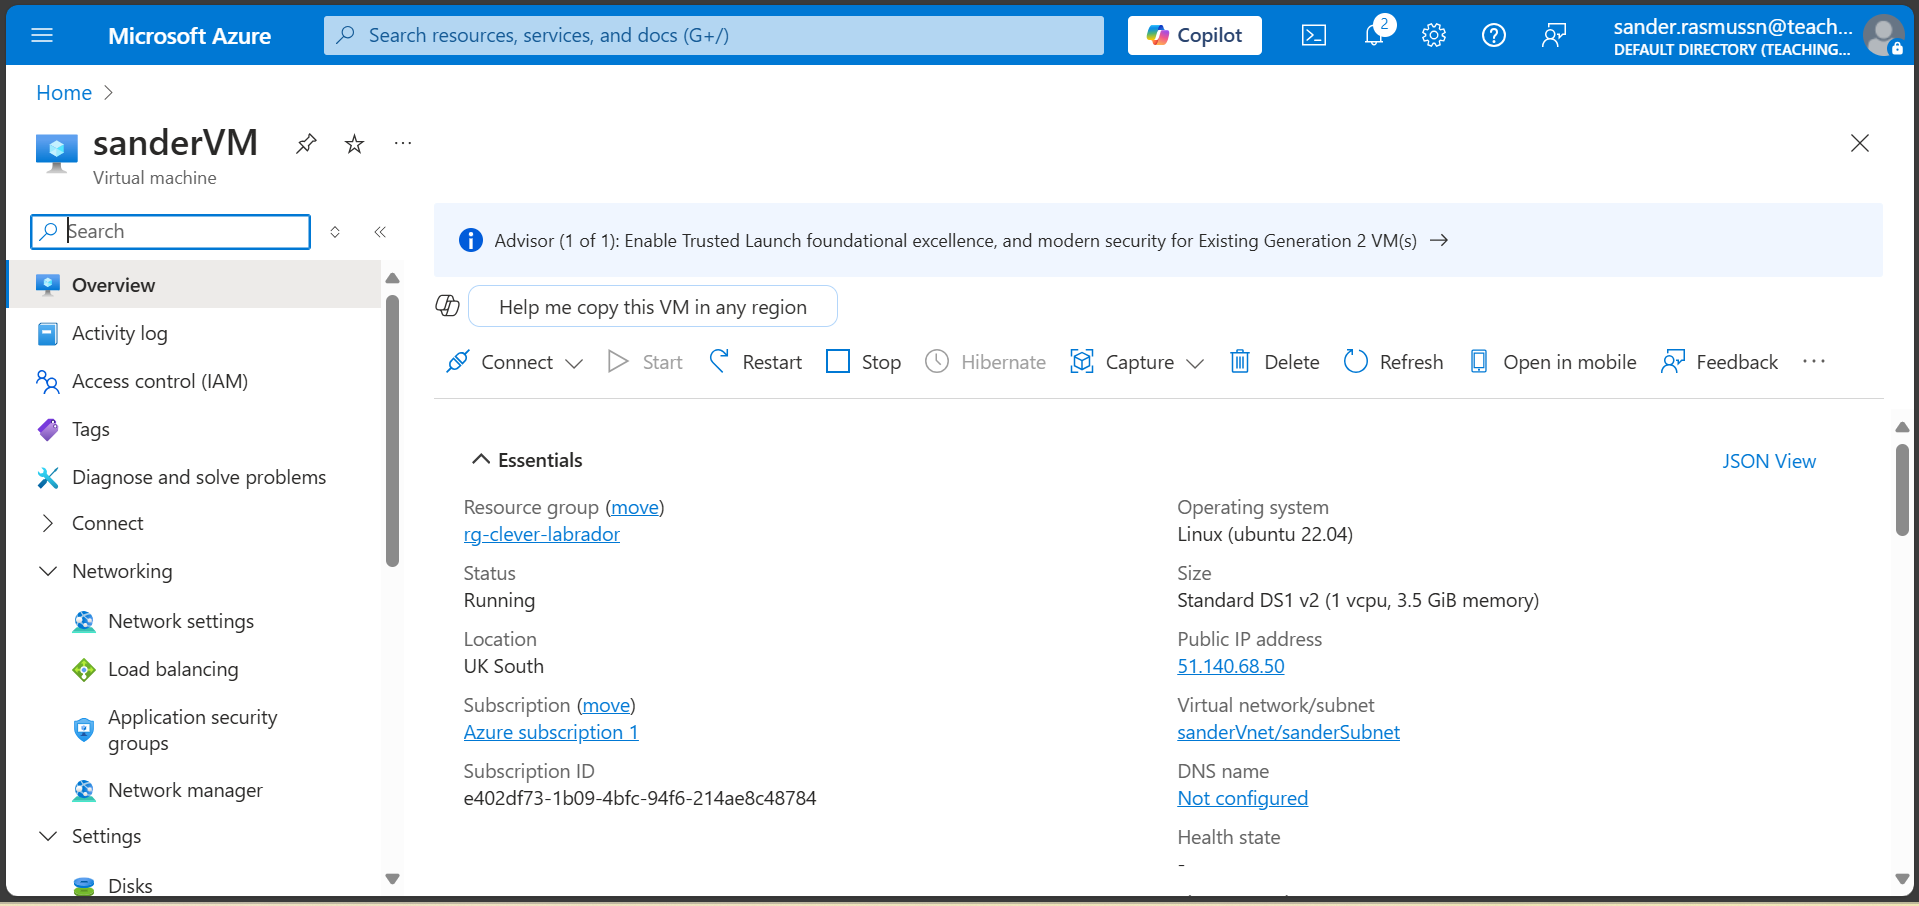 Microsoft Azure
Search resources, services, and docs (G+/)
Copilot
2
sander.rasmussn@teach...
DEFAULT DIRECTORY (TEACHING...
Home
sanderVM
Virtual machine
Search
Overview
Activity log
Access control (IAM)
Tags
Diagnose and solve problems
Connect
Networking
Network settings
Load balancing
Application security
groups
Network manager
Settings
Disks
Advisor (1 of 1): Enable Trusted Launch foundational excellence, and modern security for Existing Generation 2 VM(s)
Help me copy this VM in any region
Connect Start Restart Stop Hibernate Capture Delete Refresh Open in mobile Feedback
Essentials
JSON View
Resource group (move)
rg-clever-labrador
Status
Running
Location
UK South
Subscription (move)
Azure subscription 1
Subscription ID
e402df73-1b09-4bfc-94f6-214ae8c48784
Operating system
Linux (ubuntu 22.04)
Size
Standard DS1 v2 (1 vcpu, 3.5 GiB memory)
Public IP address
51.140.68.50
Virtual network/subnet
sanderVnet/sanderSubnet
DNS name
Not configured
Health state
-